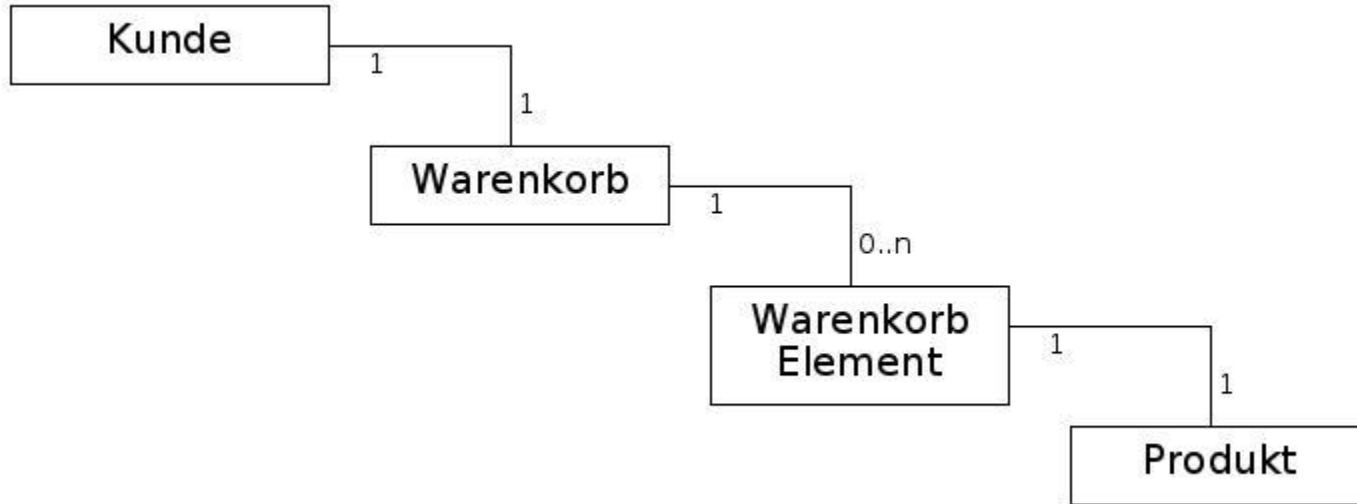 Kunde
1
1
Warenkorb
1
0..n
Warenkorb
Element
1
1
Produkt